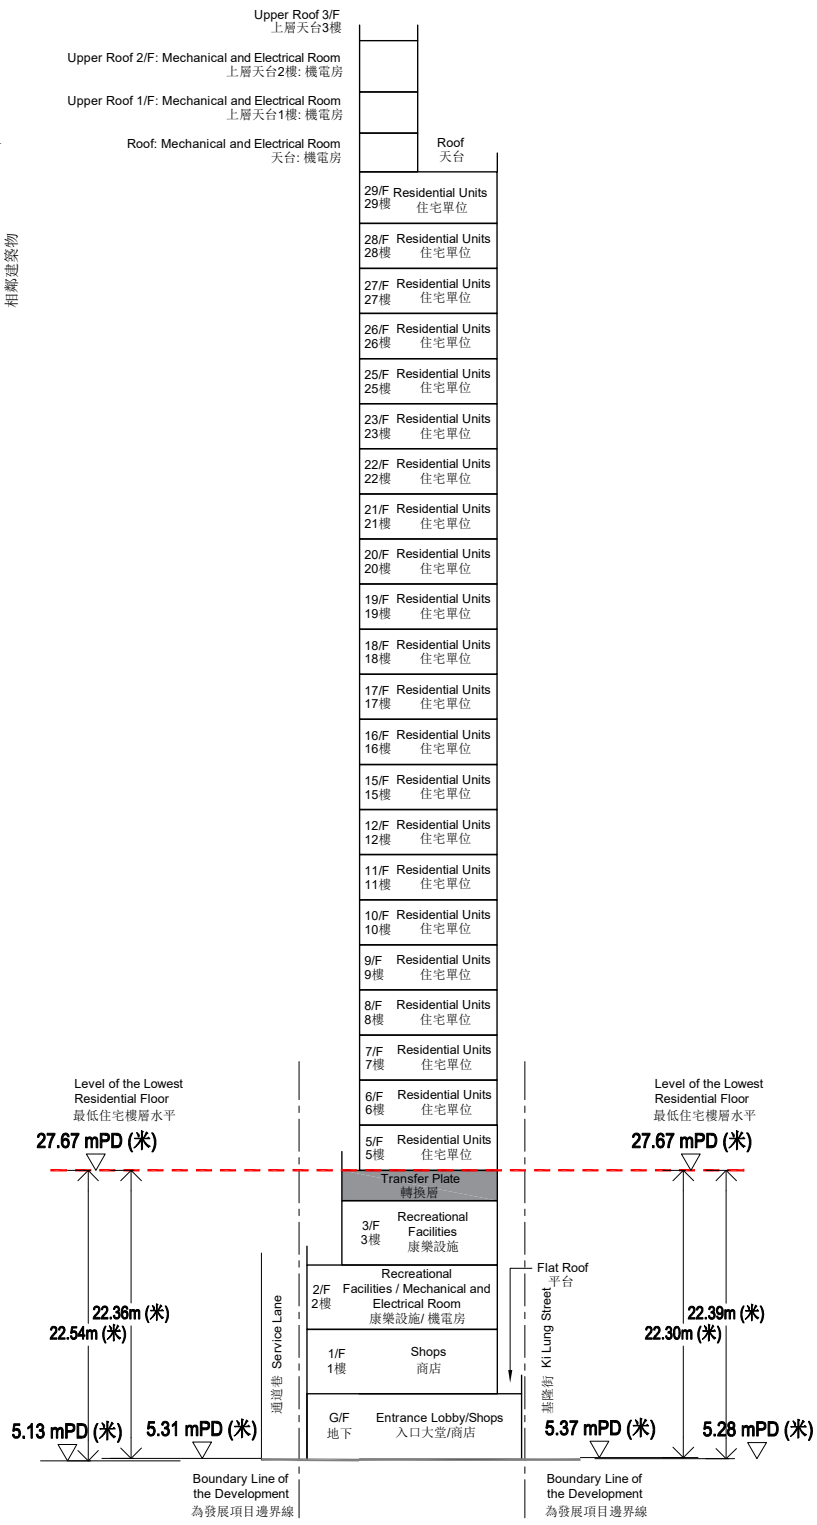 Upper Roof 3/F
上層天台3樓
Upper Roof 2/F: Mechanical and Electrical Room
上層天台2樓: 機電房
Upper Roof 1/F: Mechanical and Electrical Room
上層天台1樓: 機電房
Roof: Mechanical and Electrical Room
天台: 機電房
Roof
天台
相鄰建築物
29/F Residential Units
29樓 住宅單位
28/F Residential Units
28樓 住宅單位
27/F Residential Units
27樓 住宅單位
26/F Residential Units
26樓 住宅單位
25/F Residential Units
25樓 住宅單位
23/F Residential Units
23樓 住宅單位
22/F Residential Units
22樓 住宅單位
21/F Residential Units
21樓 住宅單位
20/F Residential Units
20樓 住宅單位
19/F Residential Units
19樓 住宅單位
18/F Residential Units
18樓 住宅單位
17/F Residential Units
17樓 住宅單位
16/F Residential Units
16樓 住宅單位
15/F Residential Units
15樓 住宅單位
12/F Residential Units
12樓 住宅單位
11/F Residential Units
11樓 住宅單位
10/F Residential Units
10樓 住宅單位
9/F Residential Units
9樓 住宅單位
8/F Residential Units
8樓 住宅單位
7/F Residential Units
7樓 住宅單位
6/F Residential Units
6樓 住宅單位
5/F Residential Units
5樓 住宅單位
Level of the Lowest
Residential Floor
最低住宅樓層水平
27.67 mPD (米)
Level of the Lowest
Residential Floor
最低住宅樓層水平
27.67 mPD (米)
Transfer Plate
轉換層
3/F
3樓
Recreational
Facilities
康樂設施
2/F
2樓
Recreational
Facilities / Mechanical and
Electrical Room
康樂設施/ 機電房
Flat Roof
平台
1/F
1樓
Shops
商店
G/F
地下
Entrance Lobby/Shops
入口大堂/商店
通道巷 Service Lane
基隆街 Ki Lung Street
22.36m (米)
22.54m (米)
22.39m (米)
22.30m (米)
5.13 mPD (米)
5.31 mPD (米)
5.37 mPD (米)
5.28 mPD (米)
Boundary Line of
the Development
為發展項目邊界線
Boundary Line of
the Development
為發展項目邊界線